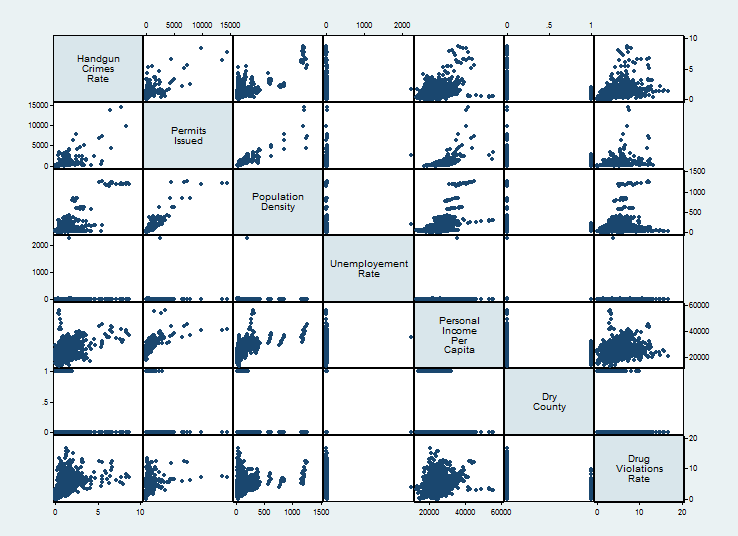 0 5000 10000 15000
0 1000 2000
0 .5 1
Handgun
Crimes
Rate
10
5
0
15000
10000
5000
0
Permits
Issued
Population
Density
1500
1000
500
0
2000
1000
0
Unemployement
Rate
Personal
Income
Per
Capita
60000
40000
20000
1
.5
0
Dry
County
Drug
Violations
Rate
20
10
0
0 5 10
0 500 1000 1500
20000 40000 60000
0 10 20